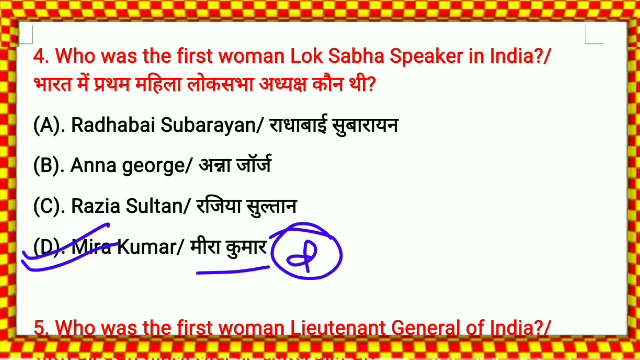 4. Who was the first woman Lok Sabha Speaker in India?/
भारत में प्रथम महिला लोकसभा अध्यक्ष कौन थी?
(A). Radhabai Subarayan/ राधाबाई सुबारायन
(B). Anna george/ अन्ना जॉर्ज
(C). Razia Sultan/ रजिया सुल्तान
(D). Mira Kumar/ मीरा कुमार
5. Who was the first woman Lieutenant General of India?/